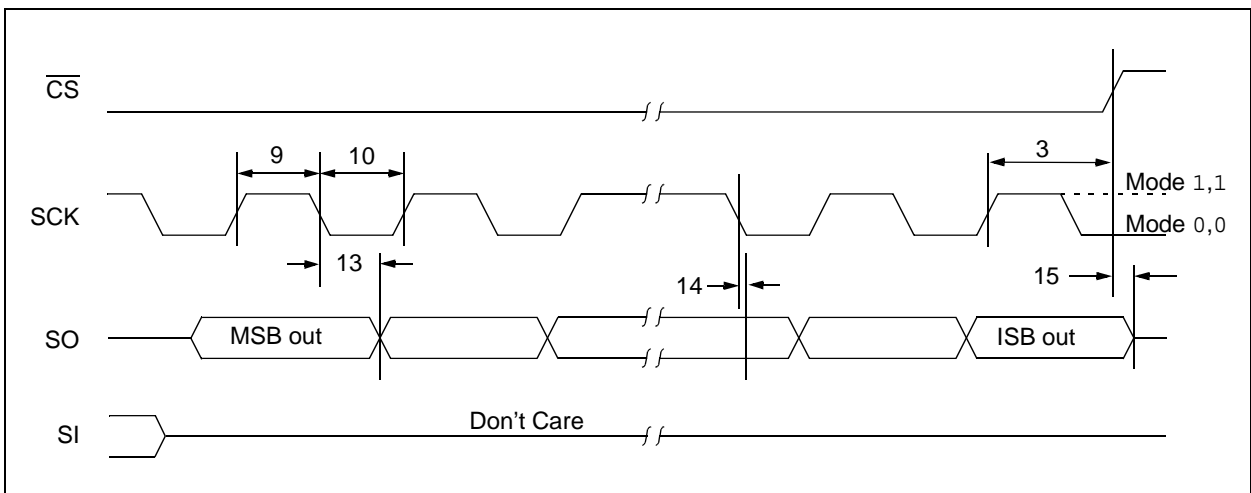 CS
9
10
3
SCK
Mode 1,1
Mode 0,0
13
14
15
SO
MSB out
ISB out
SI
Don't Care